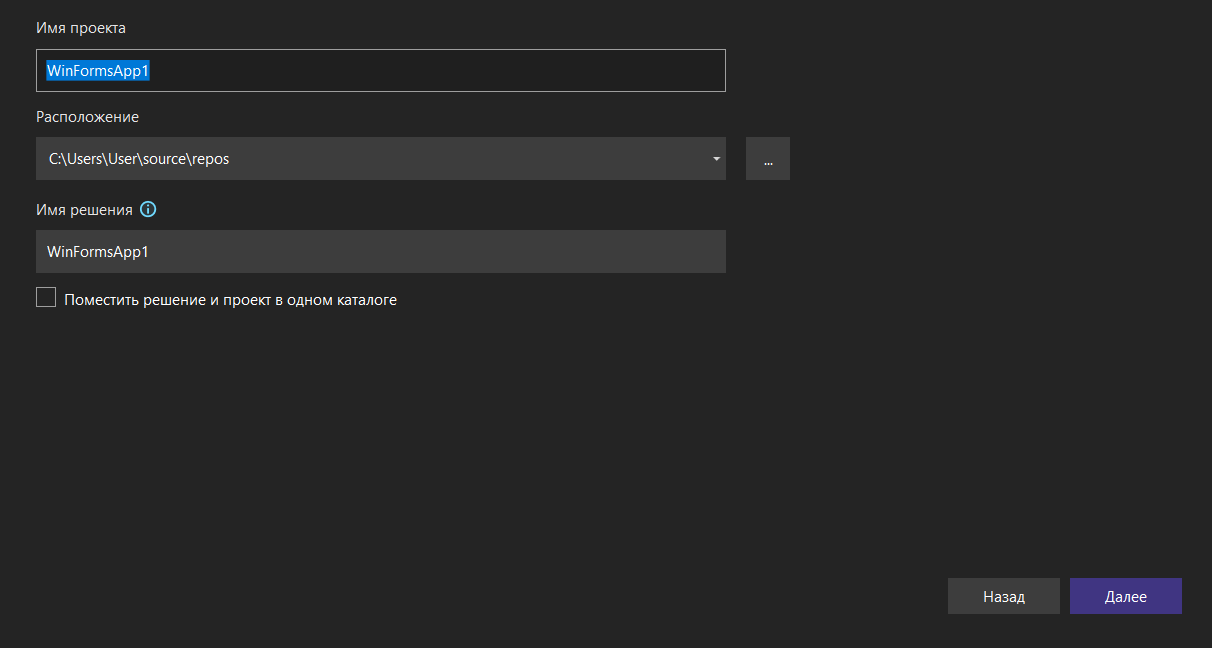 Имя проекта
WinFormsApp1
Расположение
C:\Users\User\source\repos
...
Имя решения
WinFormsApp1
Поместить решение и проект в одном каталоге
Назад
Далее